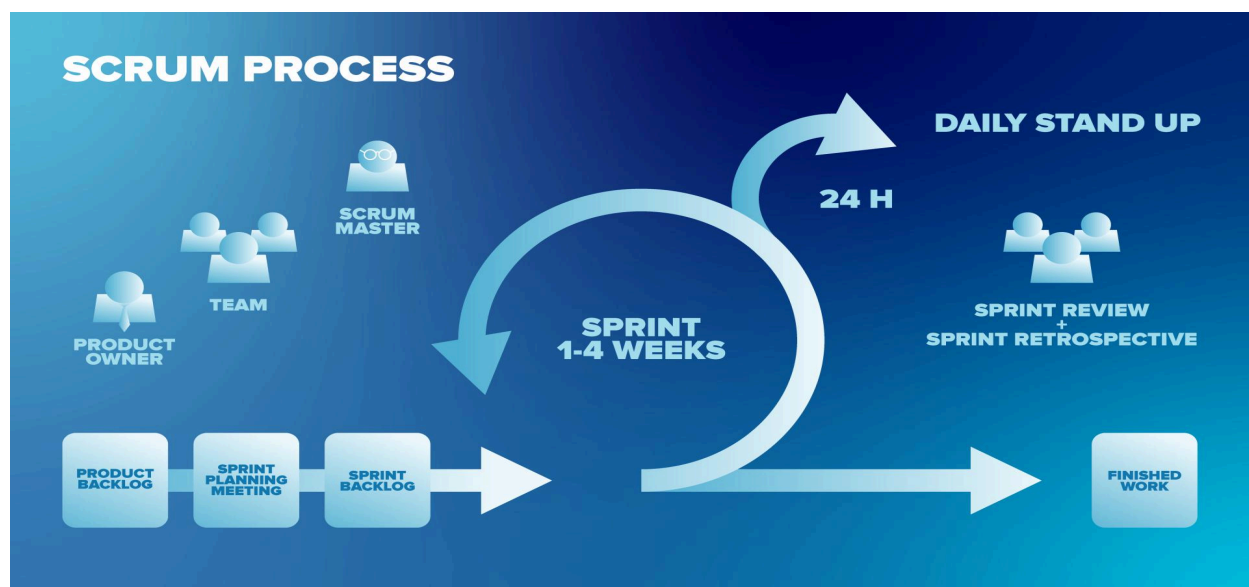 SCRUM PROCESS
DAILY STAND UP
24 H
SCRUM
MASTER
TEAM
PRODUCT
OWNER
SPRINT
1-4 WEEKS
SPRINT REVIEW
+
SPRINT RETROSPECTIVE
PRODUCT
BACKLOG
SPRINT
PLANNING
MEETING
SPRINT
BACKLOG
FINISHED
WORK